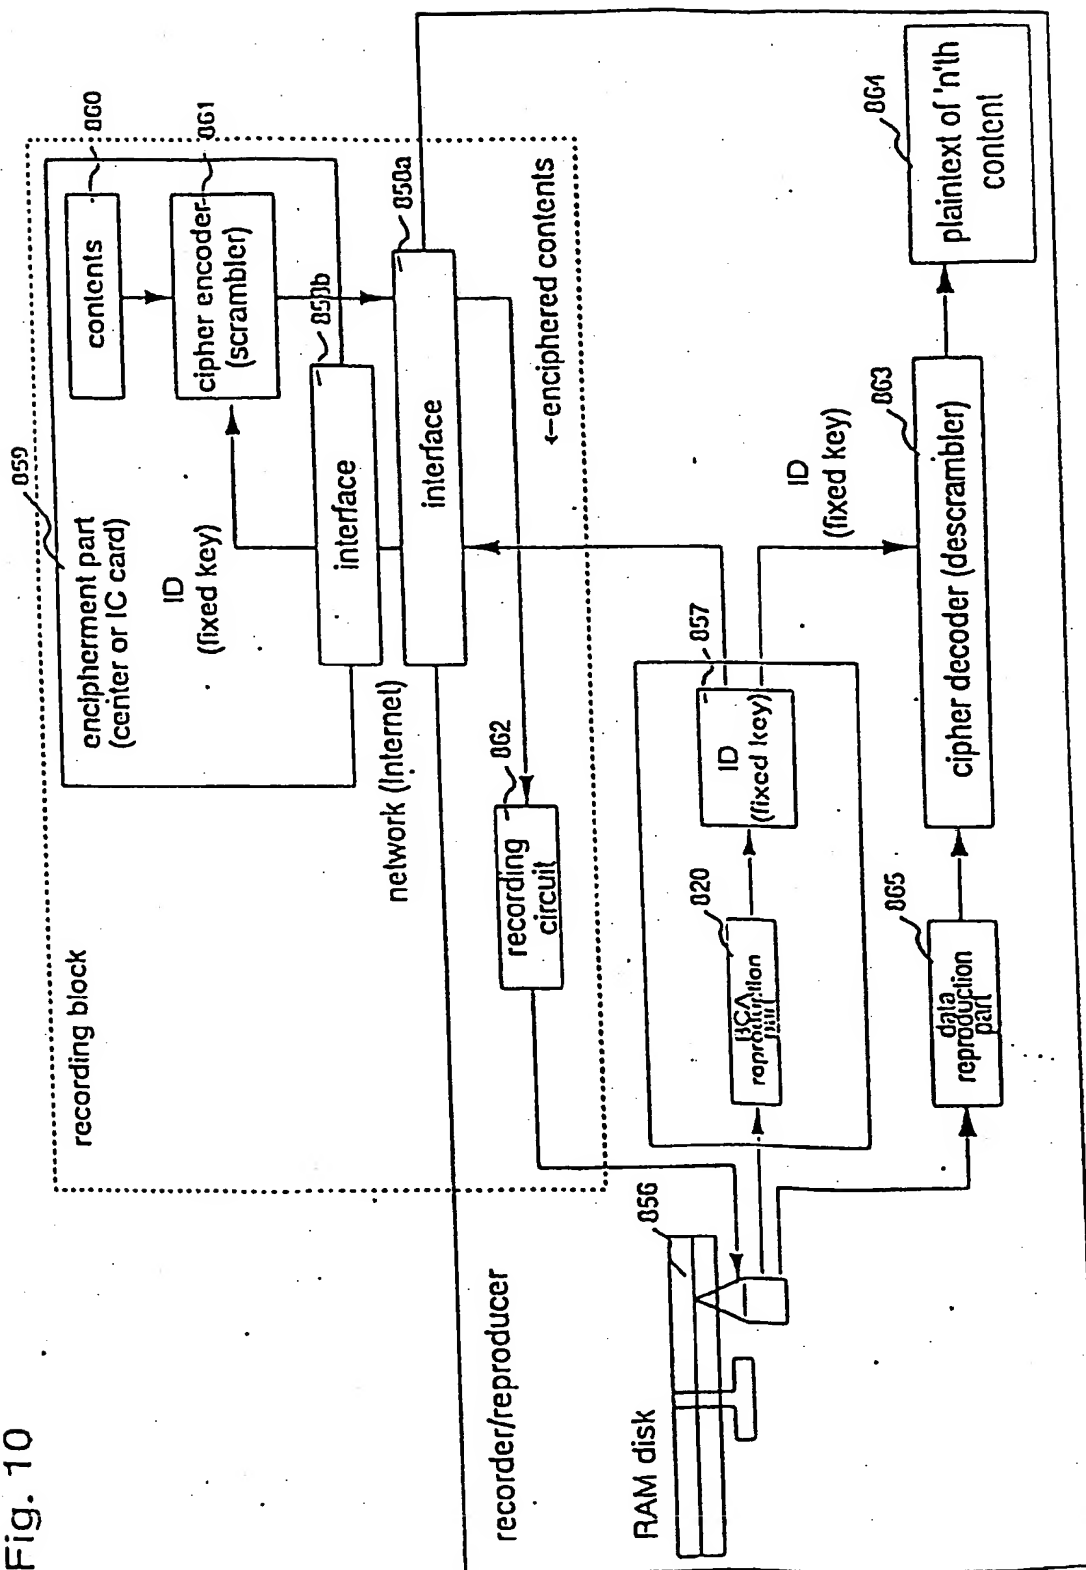 Fig. 10
recording block
859
encipherment part
(center or IC card)
ID
(fixed key)
contents
860
cipher encoder
(scrambler)
861
interface
858b
network (Internet)
interface
858a
←enciphered contents
recording
circuit
862
recorder/reproducer
RAM disk
856
BCA
reproduction
part
820
ID
(fixed key)
857
ID
(fixed key)
data
reproduction
part
865
cipher decoder (descrambler)
863
plaintext of 'n'th
content
864